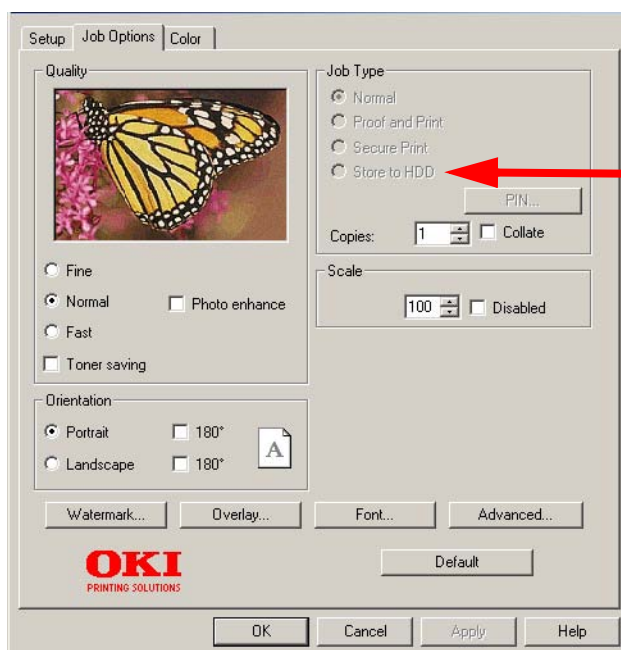 Setup Job Options Color
Quality
Fine
Normal Photo enhance
Fast
Toner saving
Orientation
Portrait 180°
Landscape 180°
A
Job Type
Normal
Proof and Print
Secure Print
Store to HDD
PIN...
Copies: 1 Collate
Scale
100 Disabled
Watermark... Overlay... Font... Advanced...
OKI
PRINTING SOLUTIONS
Default
OK Cancel Apply Help